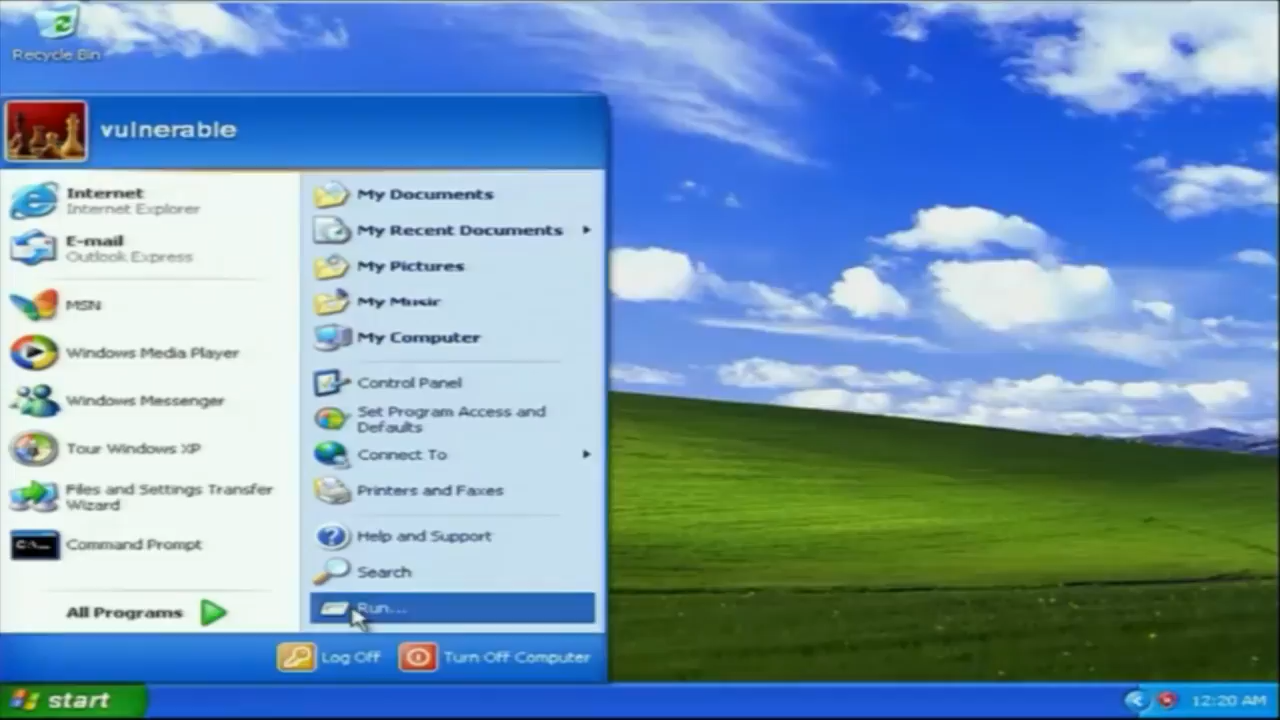 Recycle Bin
vulnerable
Internet
Internet Explorer
E-mail
Outlook Express
MSN
Windows Media Player
Windows Messenger
Tour Windows XP
Files and Settings Transfer
Wizard
Command Prompt
All Programs
My Documents
My Recent Documents
My Pictures
My Music
My Computer
Control Panel
Set Program Access and
Defaults
Connect To
Printers and Faxes
Help and Support
Search
Run...
Log Off
Turn Off Computer
start
12:20 AM